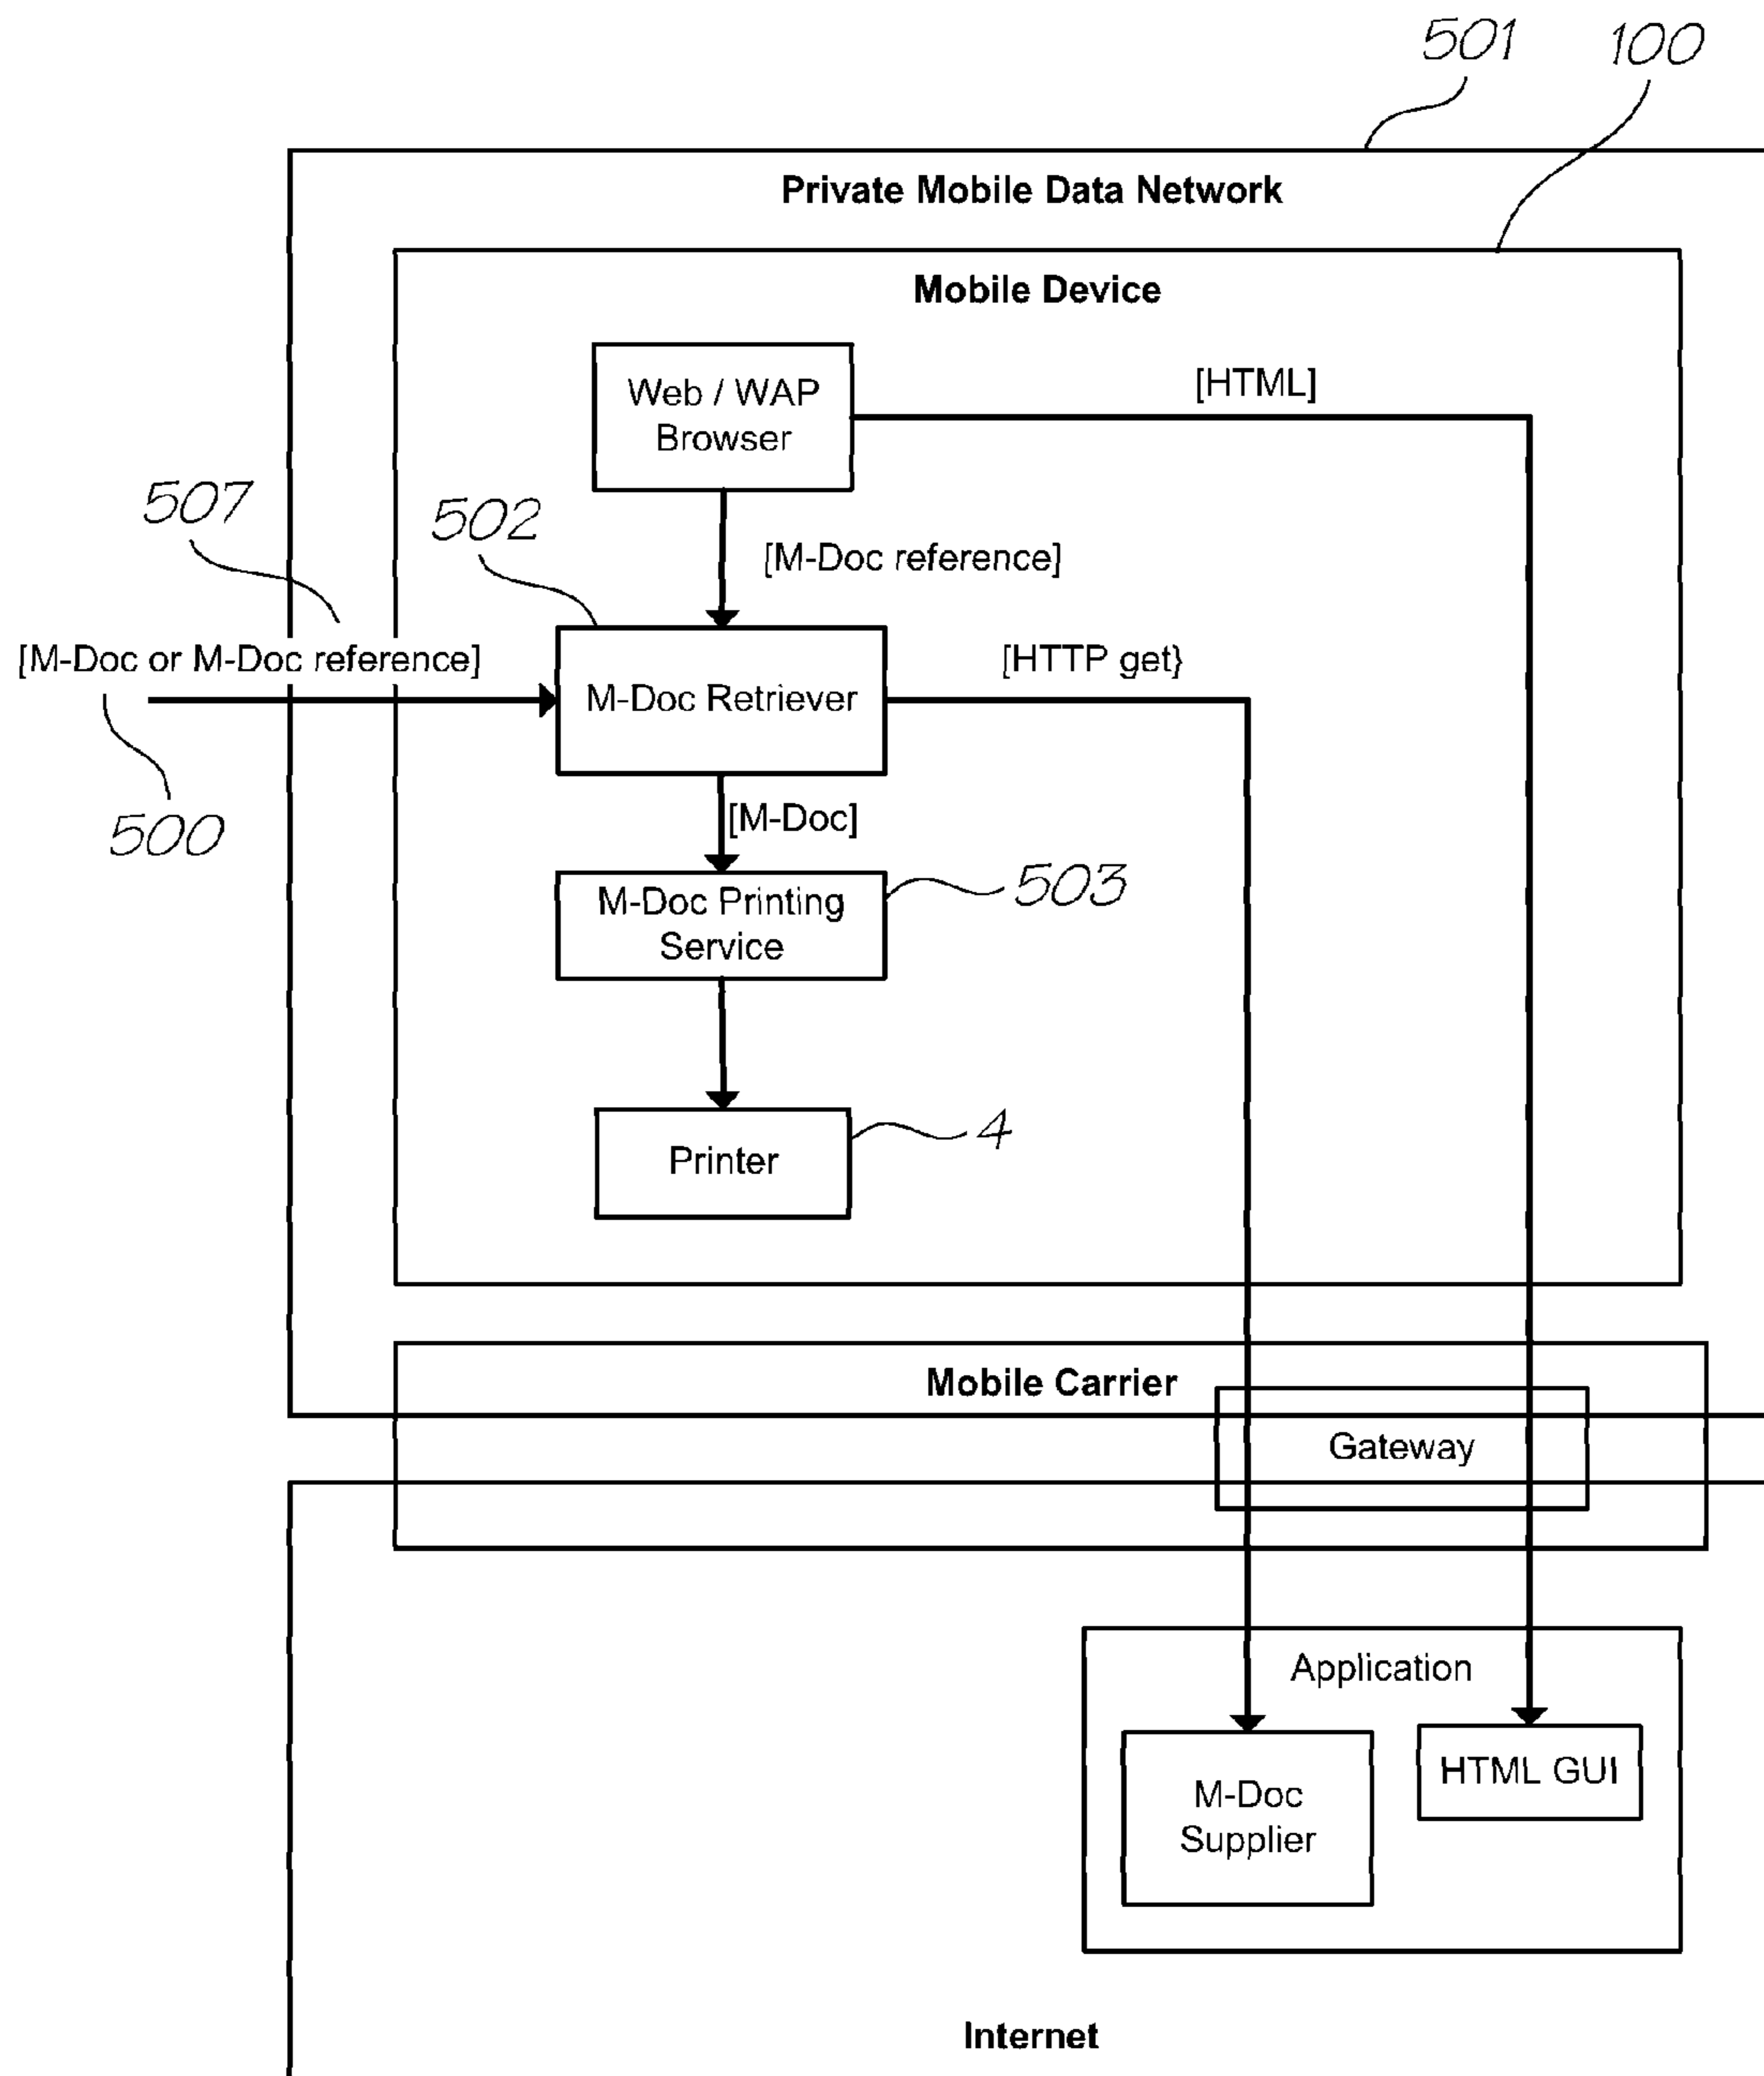 501
100
Private Mobile Data Network
Mobile Device
Web / WAP
Browser
[HTML]
507
502
[M-Doc reference]
[M-Doc or M-Doc reference]
M-Doc Retriever
[HTTP get}
500
[M-Doc]
M-Doc Printing
Service
503
Printer
4
Mobile Carrier
Gateway
Application
M-Doc
Supplier
HTML GUI
Internet